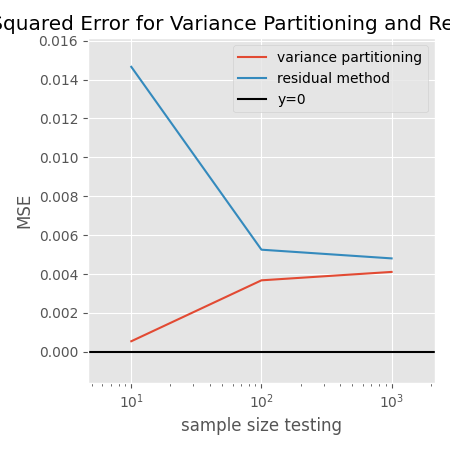 Squared Error for Variance Partitioning and Re
0.016
0.014
0.012
0.010
0.008
0.006
0.004
0.002
0.000
MSE
variance partitioning
residual method
y=0
10¹
10²
10³
sample size testing